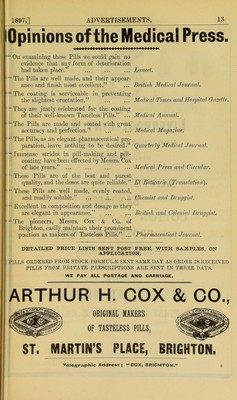 1897.] ADVERTISEMENTS. 13
Opinions of the Medical Press.
"On examining these Pills we could gain no
evidence that any form of deterioration
had taken place." ... ... ... Lancet.
"The Pills are well made, and their appear-
ance and finish most excellent." ... British Medical Journal.
"The coating is serviceable in preventing
the slightest eructation." ... ... Medical Times and Hospital Gazette.
"They are justly celebrated for the coating
of their well-known Tasteless Pills." Medical Annual.
"The Pills are made and coated with great
accuracy and perfection." ... ... Medical Magazine.
"The Pills, as an elegant pharmaceutical pre-
paration, leave nothing to be desired." Quarterly Medical Journal.
"Immense strides in pill-making and pill-
coating have been effected by Messrs. Cox
of late years." ... ... ... Medical Press and Circular.
"These Pills are of the best and purest
quality, and the doses are quite reliable." El Boticario (Translation).
"These Pills are well made, evenly coated,
and readily soluble." ... ... Chemist and Druggist.
"Excellent in composition and dosage as they
are elegant in appearance." ... British and Colonial Druggist.
"The pioneers, Messrs. Cox & Co. of
Brighton, easily maintain their prominent
position as makers of Tasteless Pills." ... Pharmaceutical Journal.
DETAILED PRICE LISTS SENT POST FREE, WITH SAMPLES, ON
APPLICATION.
PILLS ORDERED FROM STOCK FORMULÆ SENT SAME DAY AS ORDER IS RECEIVED
PILLS FROM PRIVATE PRESCRIPTIONS ARE SENT IN THREE DAYS.
WE PAY ALL POSTAGE AND CARRIAGE.
ARTHUR H. COX & CO.,
ORIGINAL MAKERS
OF TASTELESS PILLS,
ST. MARTIN'S PLACE, BRIGHTON.
Telegraphic Address; "COX, BRIGHTON."